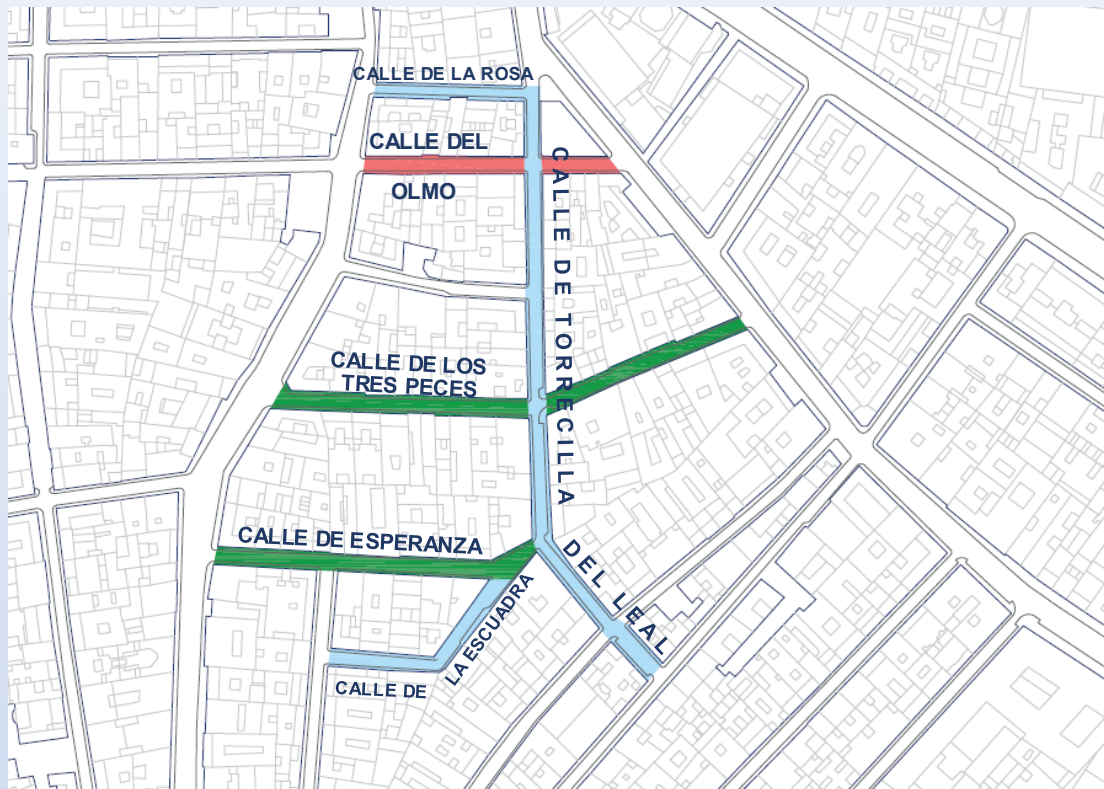 CALLE DE LA ROSA
CALLE DEL
OLMO
CALLE DE TORRECILLA
DEL LEAL
CALLE DE LOS
TRES PECES
CALLE DE ESPERANZA
CALLE DE
LA ESCUADRA